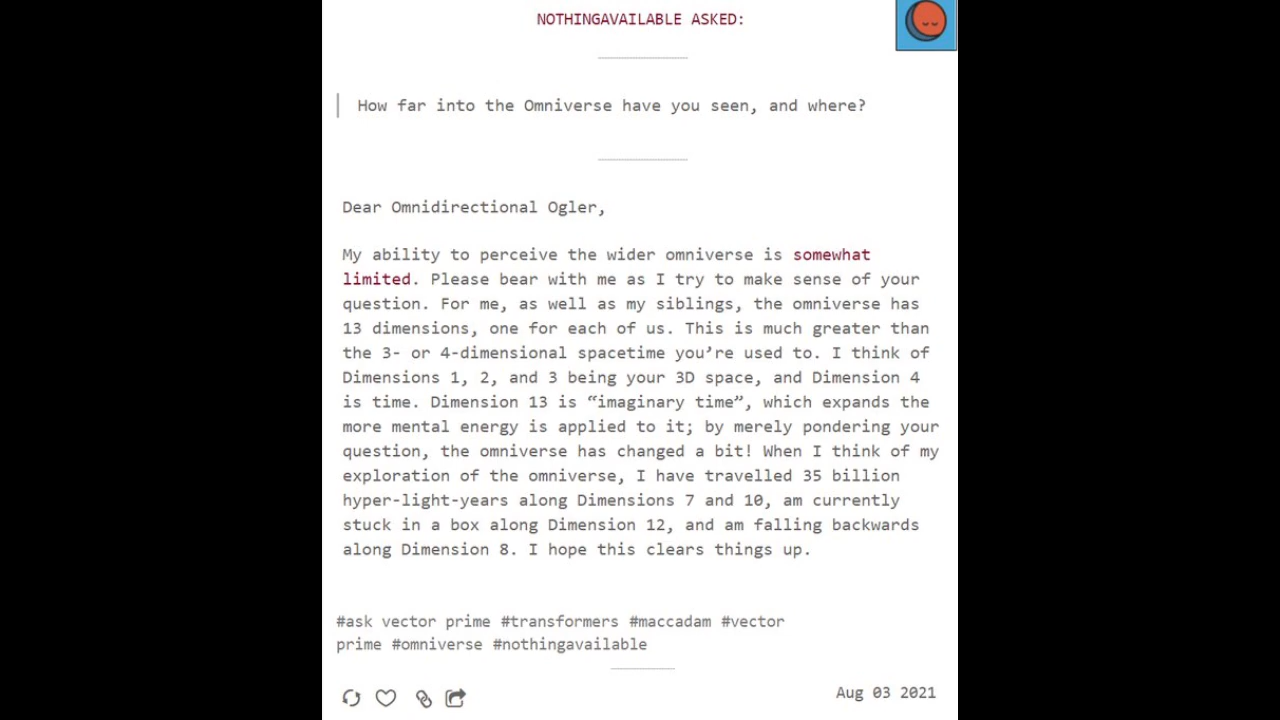 NOTHINGAVAILABLE ASKED:
How far into the Omniverse have you seen, and where?
Dear Omnidirectional Ogler,
My ability to perceive the wider omniverse is somewhat
limited. Please bear with me as I try to make sense of your
question. For me, as well as my siblings, the omniverse has
13 dimensions, one for each of us. This is much greater than
the 3- or 4-dimensional spacetime you’re used to. I think of
Dimensions 1, 2, and 3 being your 3D space, and Dimension 4
is time. Dimension 13 is “imaginary time”, which expands the
more mental energy is applied to it; by merely pondering your
question, the omniverse has changed a bit! When I think of my
exploration of the omniverse, I have travelled 35 billion
hyper-light-years along Dimensions 7 and 10, am currently
stuck in a box along Dimension 12, and am falling backwards
along Dimension 8. I hope this clears things up.
#ask vector prime #transformers #maccadam #vector
prime #omniverse #nothingavailable
Aug 03 2021